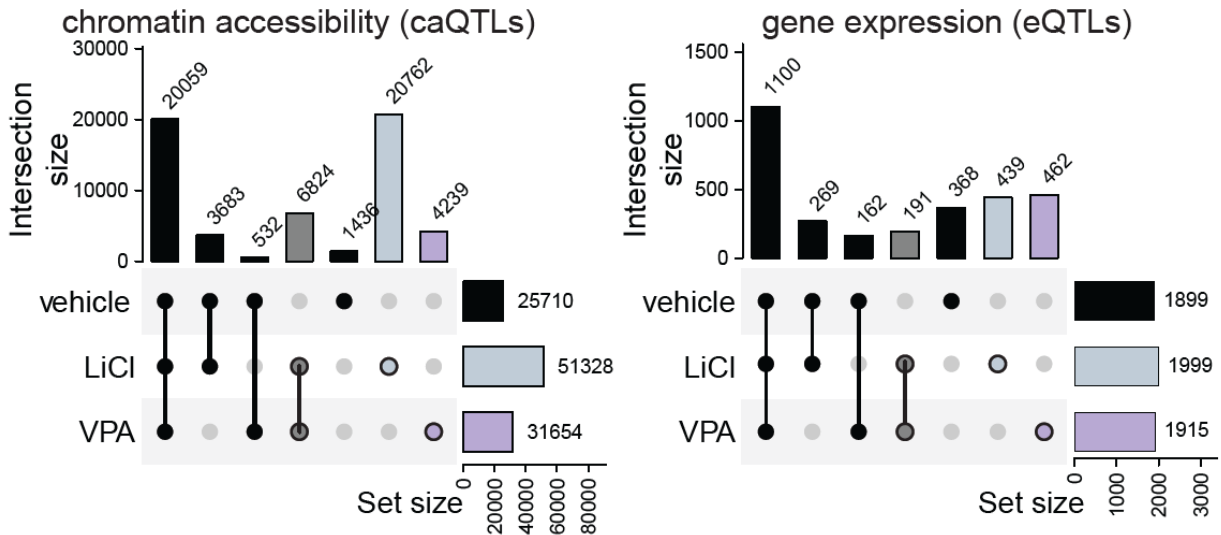 chromatin accessibility (caQTLs)
30000
20000
10000
0
Intersection
size
20059
3683
532
6824
1436
20762
4239
vehicle
LiCl
VPA
25710
51328
31654
Set size
0
20000
40000
60000
80000
gene expression (eQTLs)
1500
1000
500
0
Intersection
size
1100
269
162
191
368
439
462
vehicle
LiCl
VPA
1899
1999
1915
Set size
0
1000
2000
3000